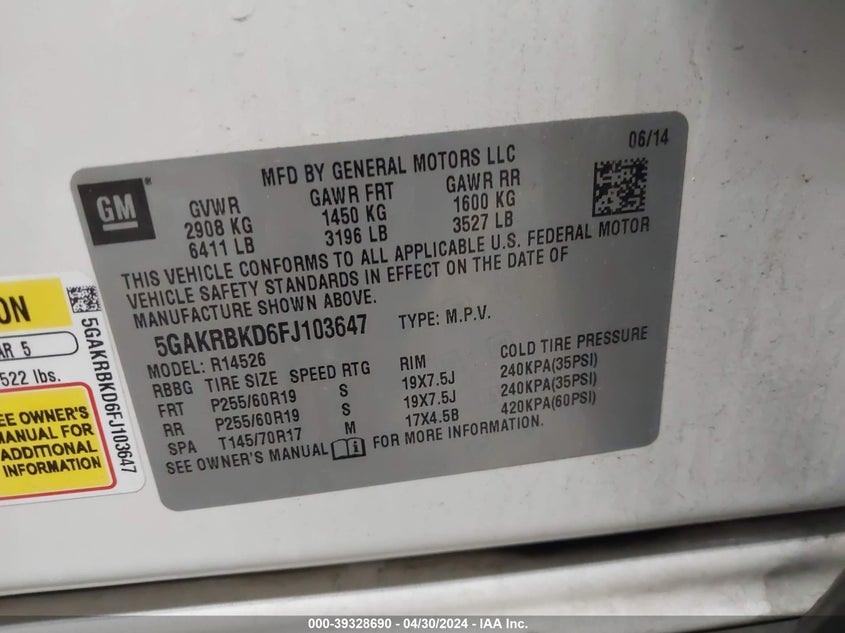 06/14
MFD BY GENERAL MOTORS LLC
GM
GVWR GAWR FRT GAWR RR
2908 KG 1450 KG 1600 KG
6411 LB 3196 LB 3527 LB
THIS VEHICLE CONFORMS TO ALL APPLICABLE U.S. FEDERAL MOTOR
VEHICLE SAFETY STANDARDS IN EFFECT ON THE DATE OF
MANUFACTURE SHOWN ABOVE.
5GAKRBKD6FJ103647 TYPE: M.P.V.
MODEL: R14526
RBBG TIRE SIZE SPEED RTG RIM COLD TIRE PRESSURE
FRT P255/60R19 S 19X7.5J 240KPA(35PSI)
RR P255/60R19 S 19X7.5J 240KPA(35PSI)
SPA T145/70R17 M 17X4.5B 420KPA(60PSI)
SEE OWNER'S MANUAL FOR MORE INFORMATION.
ON
AR 5
522 lbs.
EE OWNER'S
MANUAL FOR
ADDITIONAL
INFORMATION
5GAKRBKD6FJ103647
000-39328690 - 04/30/2024 - IAA Inc.